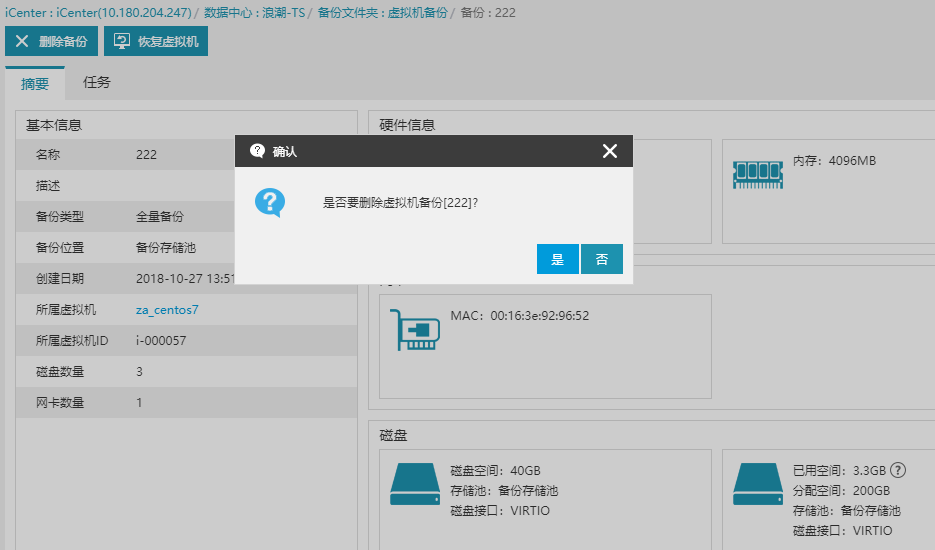 iCenter : iCenter(10.180.204.247) / 数据中心 : 浪潮-TS / 备份文件夹 : 虚拟机备份 / 备份 : 222
删除备份 恢复虚拟机
摘要 任务
基本信息
名称 222
描述
备份类型 全量备份
备份位置 备份存储池
创建日期 2018-10-27 13:51
所属虚拟机 za_centos7
所属虚拟机ID i-000057
磁盘数量 3
网卡数量 1
硬件信息
内存：4096MB
确认
是否要删除虚拟机备份[222]?
是 否
MAC：00:16:3e:92:96:52
磁盘
磁盘空间：40GB
存储池：备份存储池
磁盘接口：VIRTIO
已用空间：3.3GB
分配空间：200GB
存储池：备份存储池
磁盘接口：VIRTIO